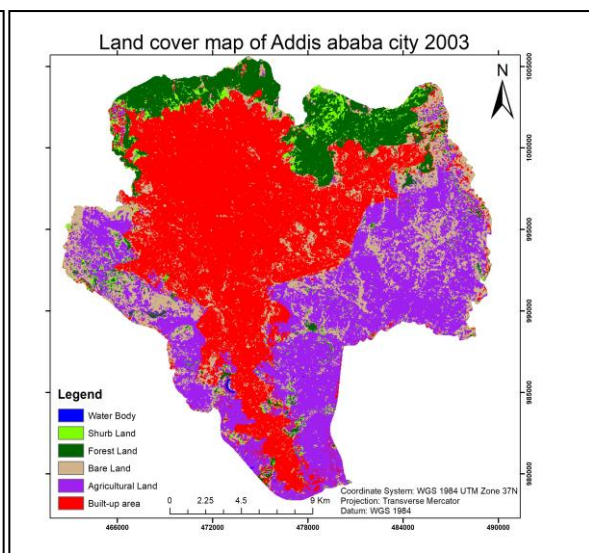 Land cover map of Addis ababa city 2003
N
1005000
1000000
995000
990000
985000
980000
Legend
Water Body
Shurb Land
Forest Land
Bare Land
Agricultural Land
Built-up area
0 2.25 4.5 9 Km
Coordinate System: WGS 1984 UTM Zone 37N
Projection: Transverse Mercator
Datum: WGS 1984
466000 472000 478000 484000 490000